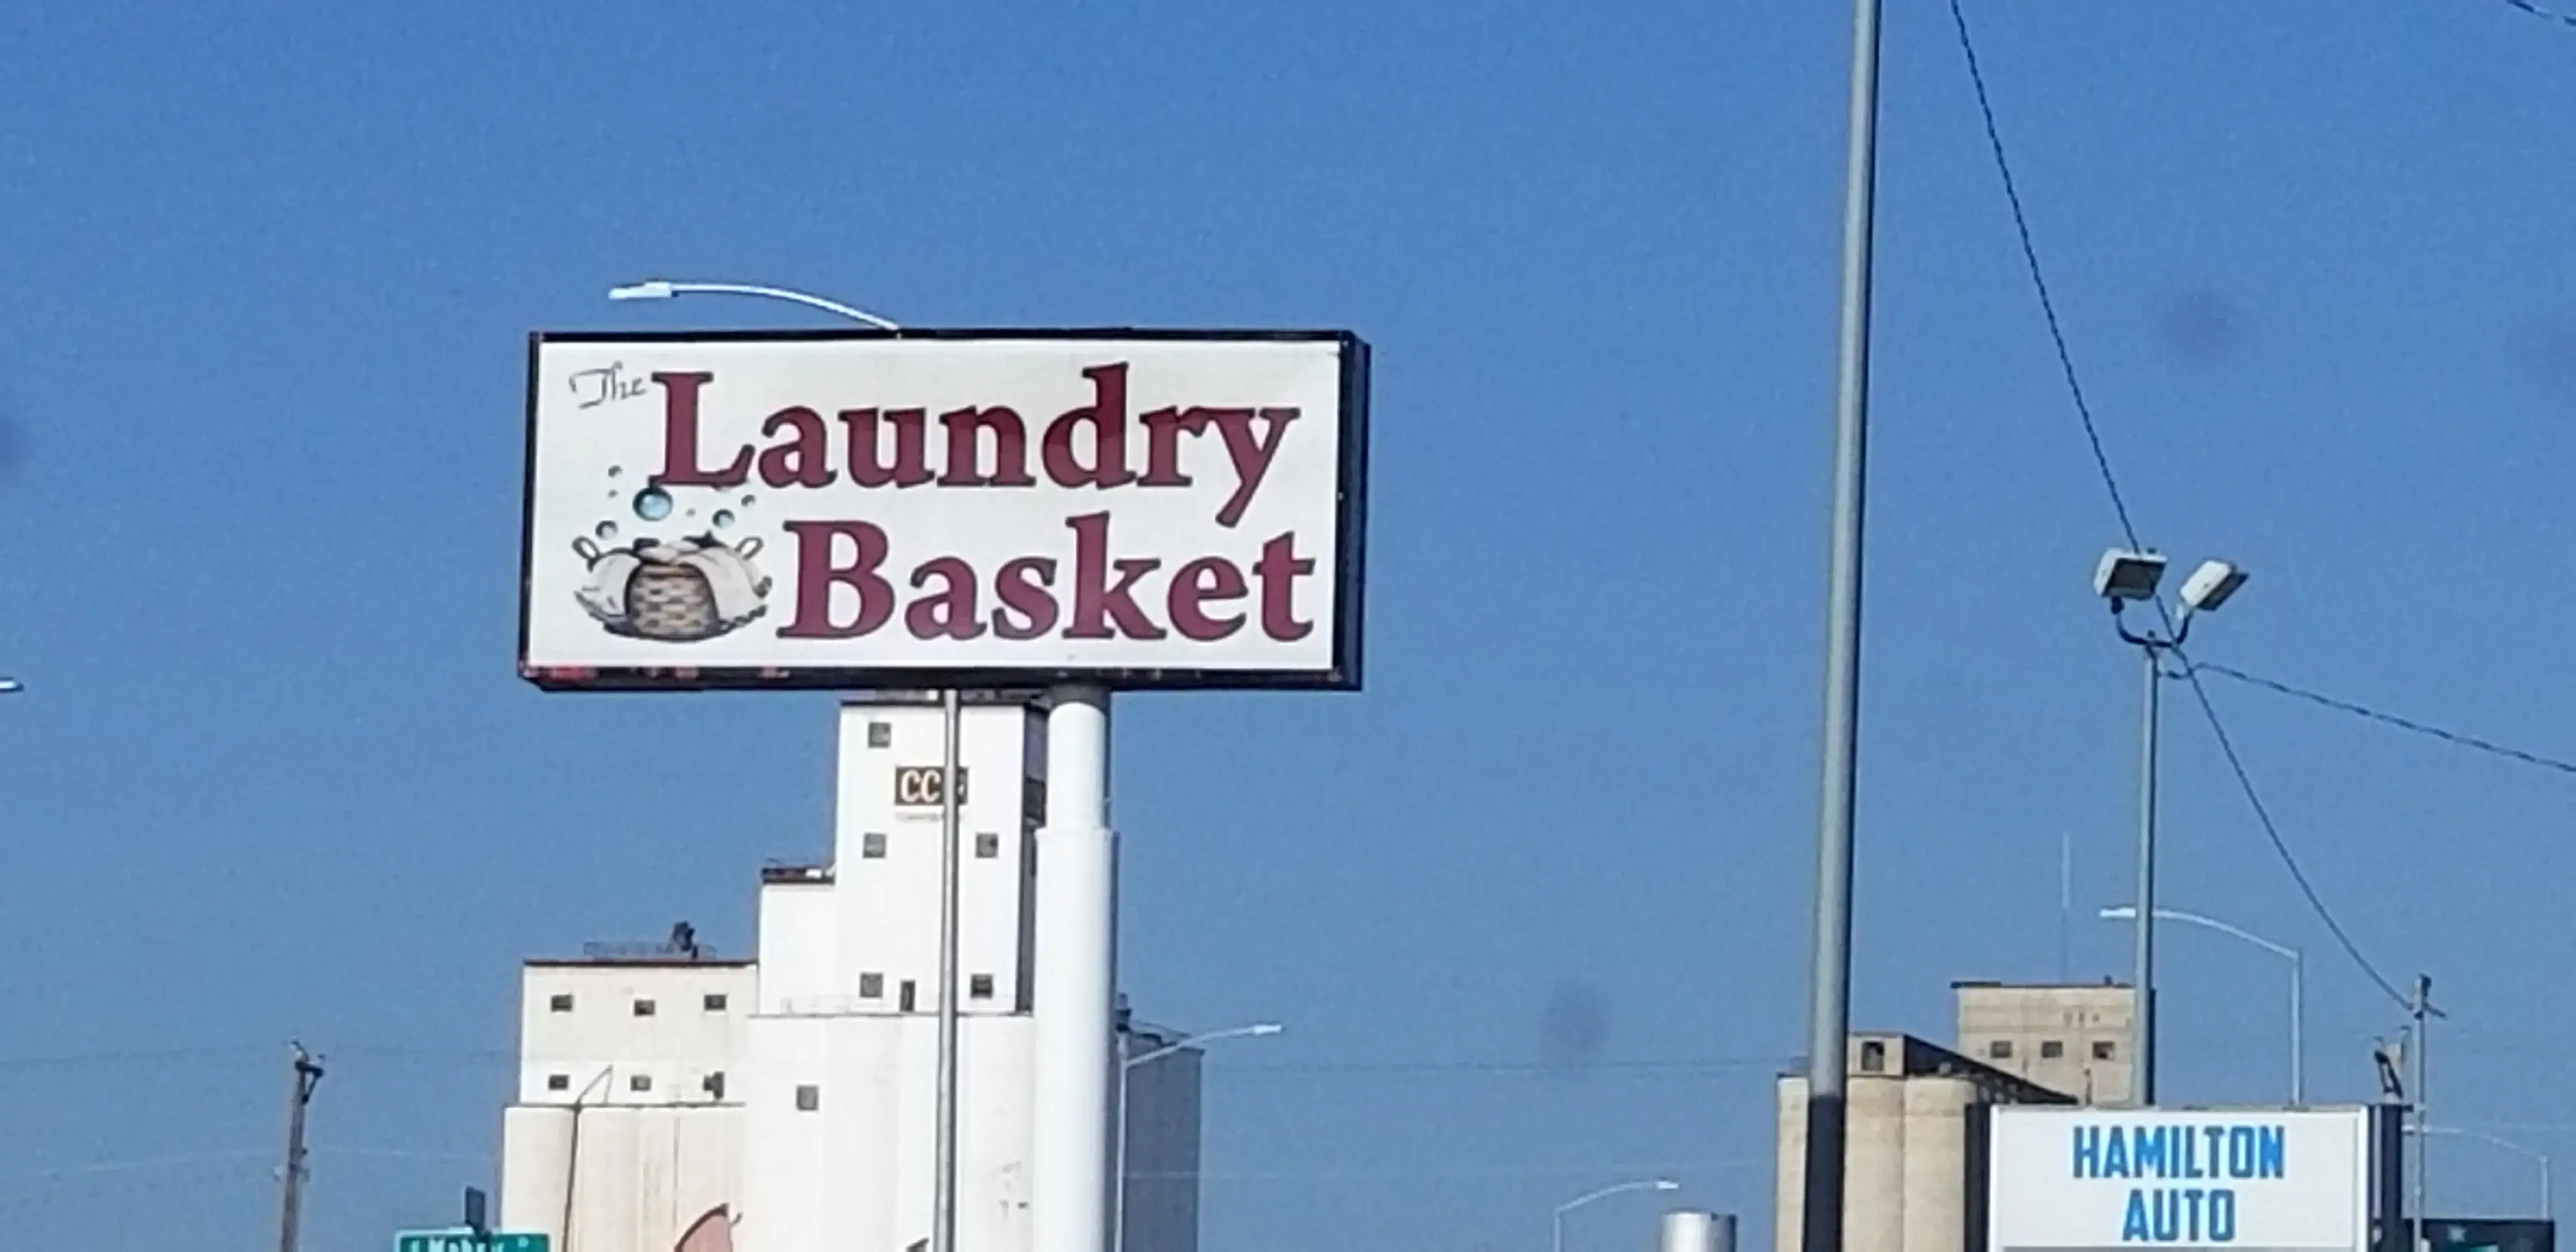 The
Laundry
Basket
CC
HAMILTON
AUTO